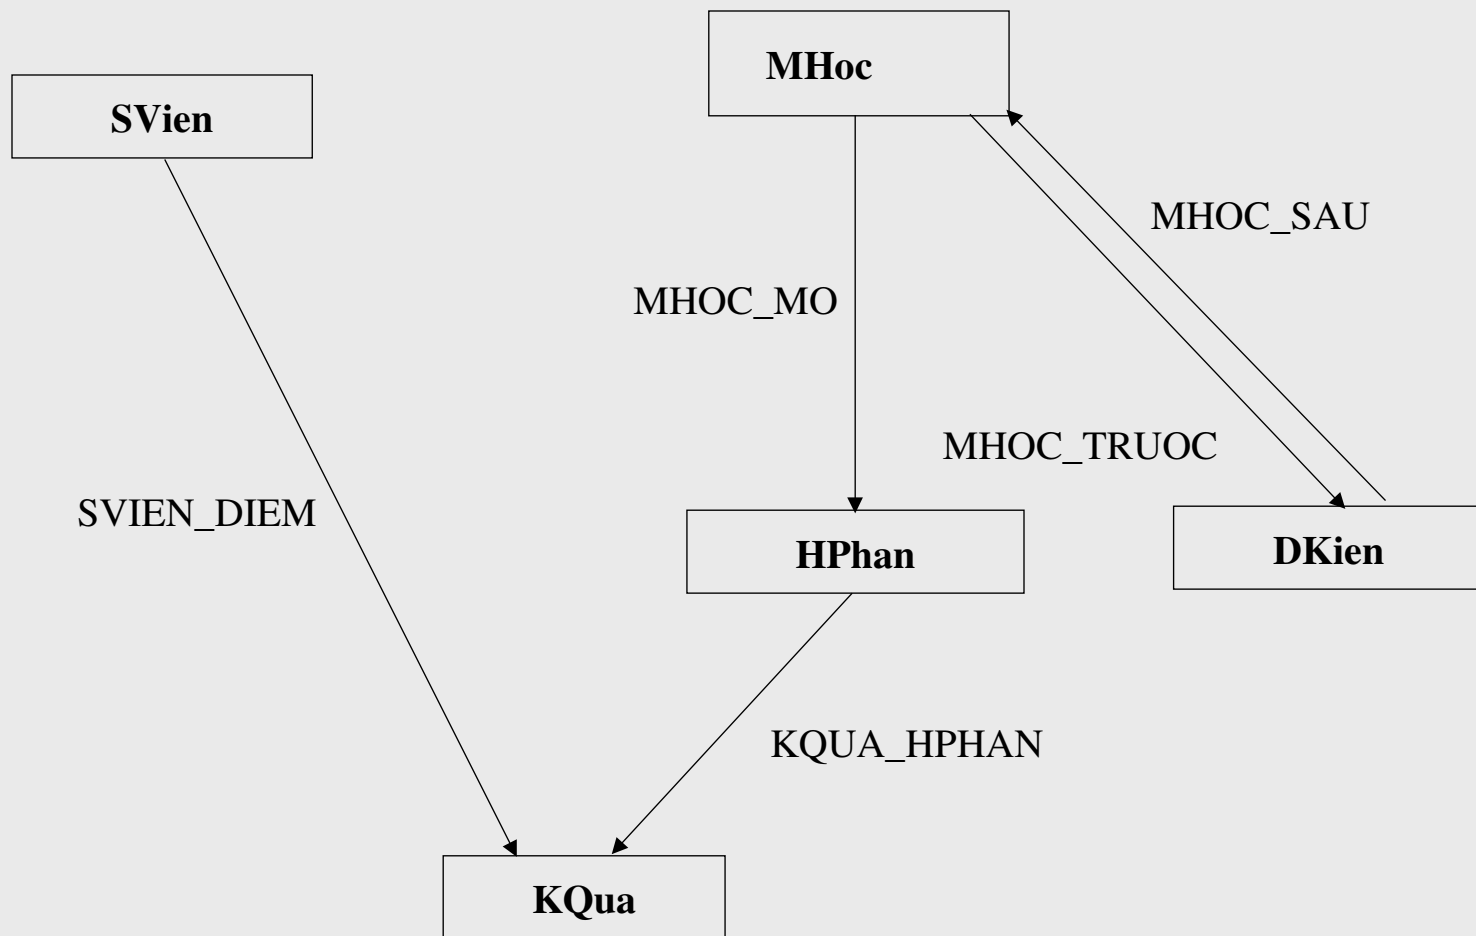 MHoc
SVien
MHOC_SAU
MHOC_MO
MHOC_TRUOC
SVIEN_DIEM
HPhan
DKien
KQUA_HPHAN
KQua